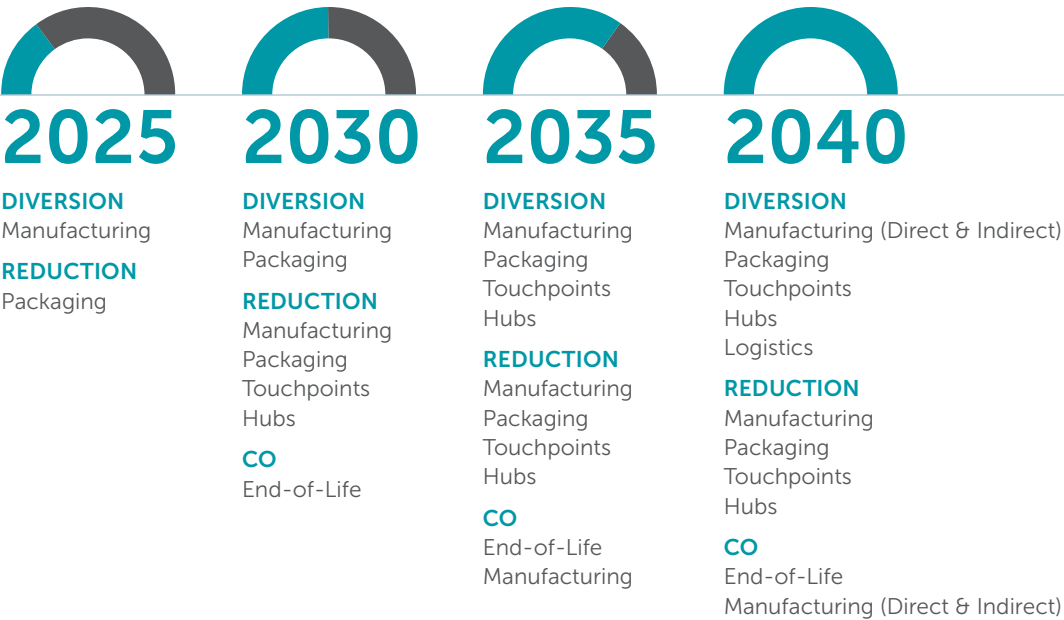 2025
DIVERSION
Manufacturing
REDUCTION
Packaging
2030
DIVERSION
Manufacturing
Packaging
REDUCTION
Manufacturing
Packaging
Touchpoints
Hubs
CO
End-of-Life
2035
DIVERSION
Manufacturing
Packaging
Touchpoints
Hubs
REDUCTION
Manufacturing
Packaging
Touchpoints
Hubs
CO
End-of-Life
Manufacturing
2040
DIVERSION
Manufacturing (Direct & Indirect)
Packaging
Touchpoints
Hubs
Logistics
REDUCTION
Manufacturing
Packaging
Touchpoints
Hubs
CO
End-of-Life
Manufacturing (Direct & Indirect)